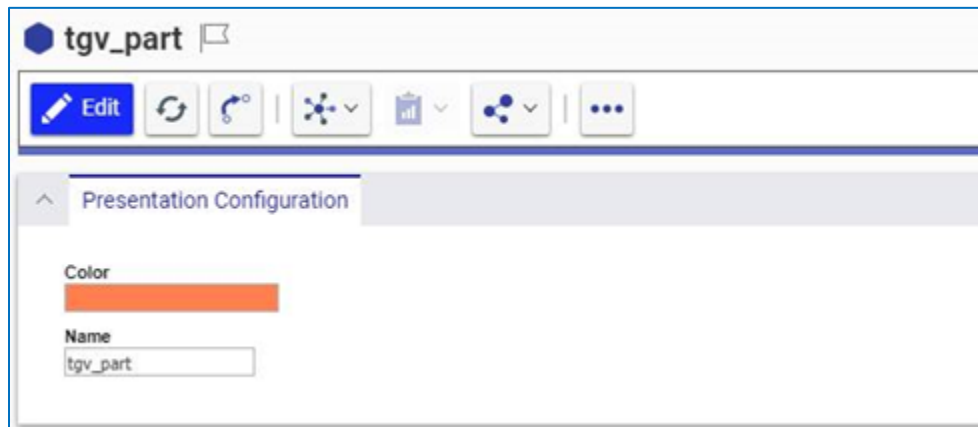 tgv_part
Edit
Presentation Configuration
Color
Name
tgv_part